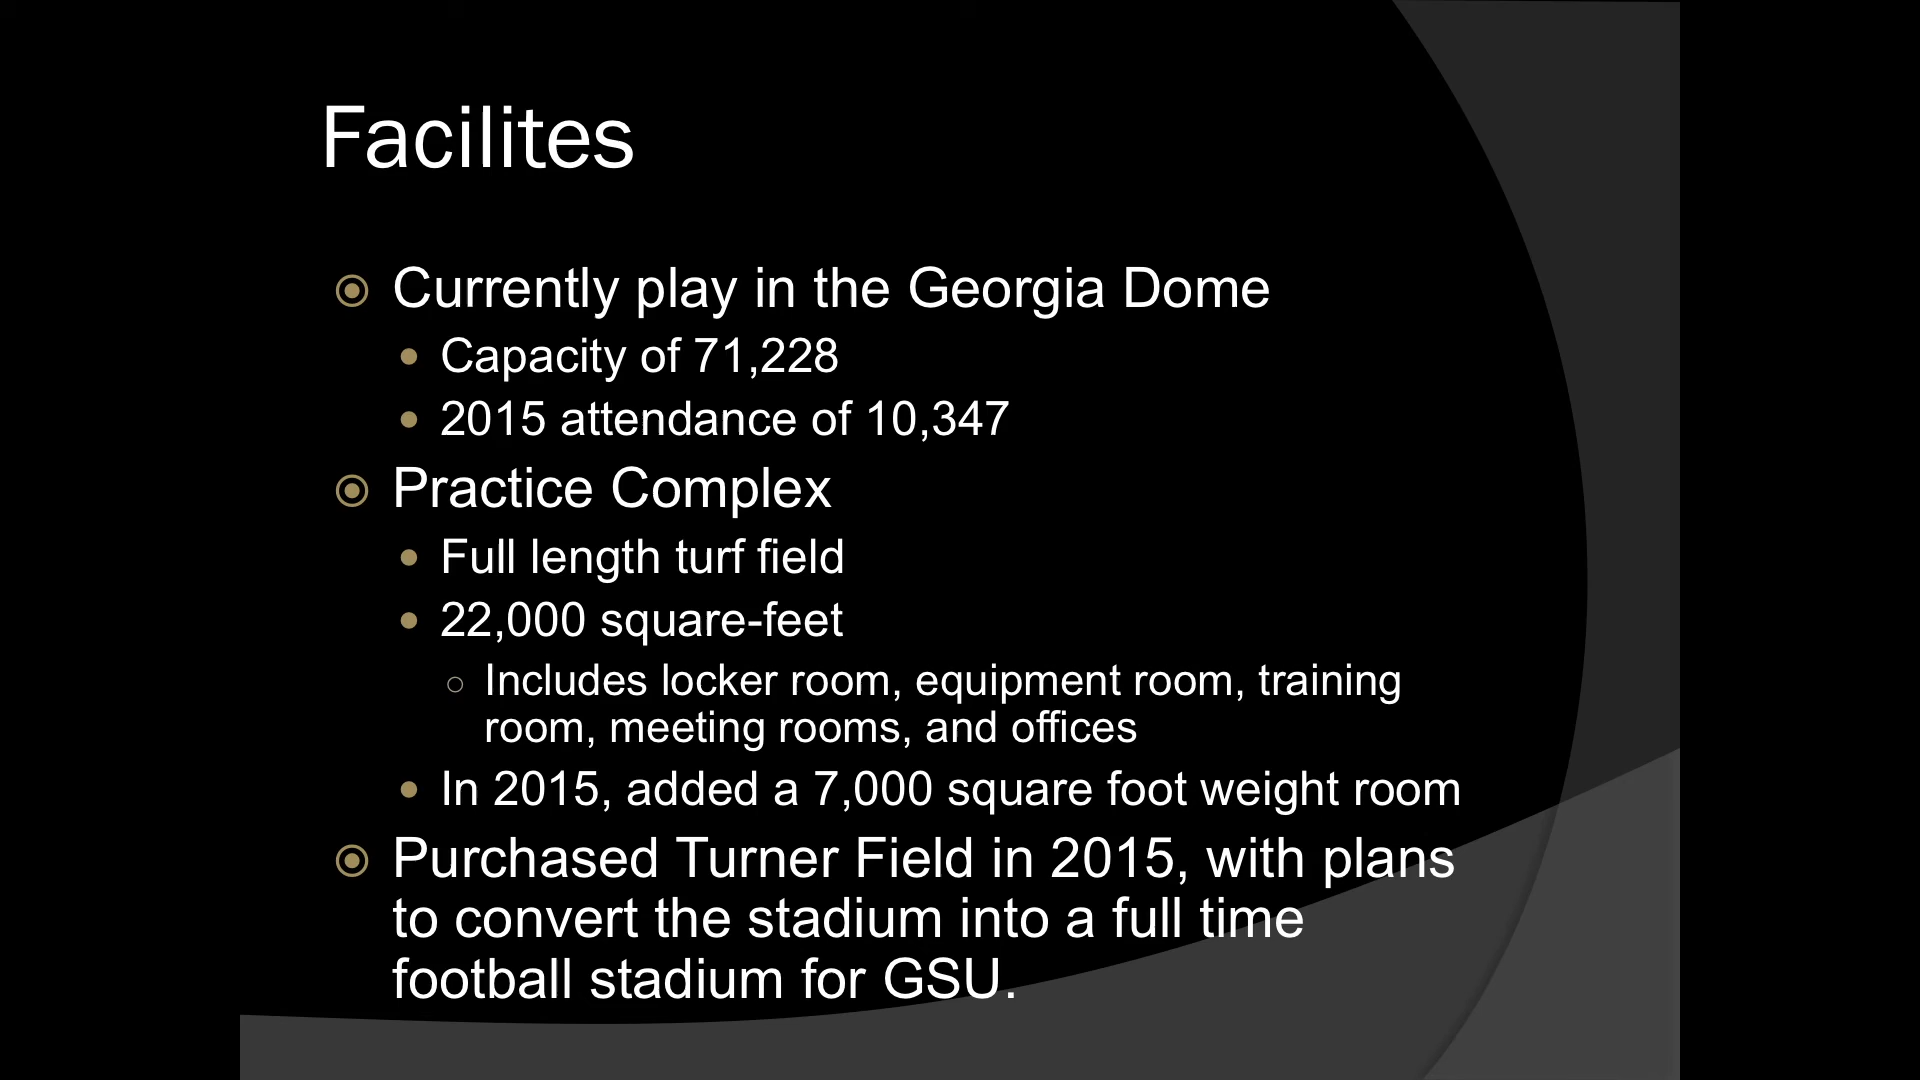 Facilites
Currently play in the Georgia Dome
Capacity of 71,228
2015 attendance of 10,347
Practice Complex
Full length turf field
22,000 square-feet
Includes locker room, equipment room, training
room, meeting rooms, and offices
In 2015, added a 7,000 square foot weight room
Purchased Turner Field in 2015, with plans
to convert the stadium into a full time
football stadium for GSU.